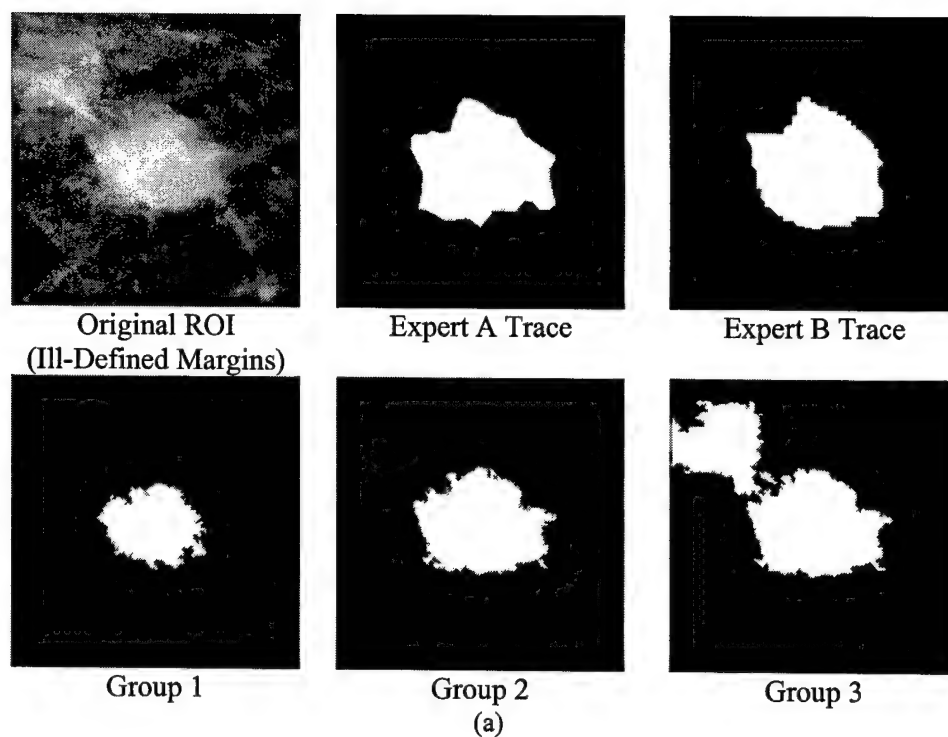 Original ROI
(Ill-Defined Margins)
Expert A Trace
Expert B Trace
Group 1
Group 2
Group 3
(a)